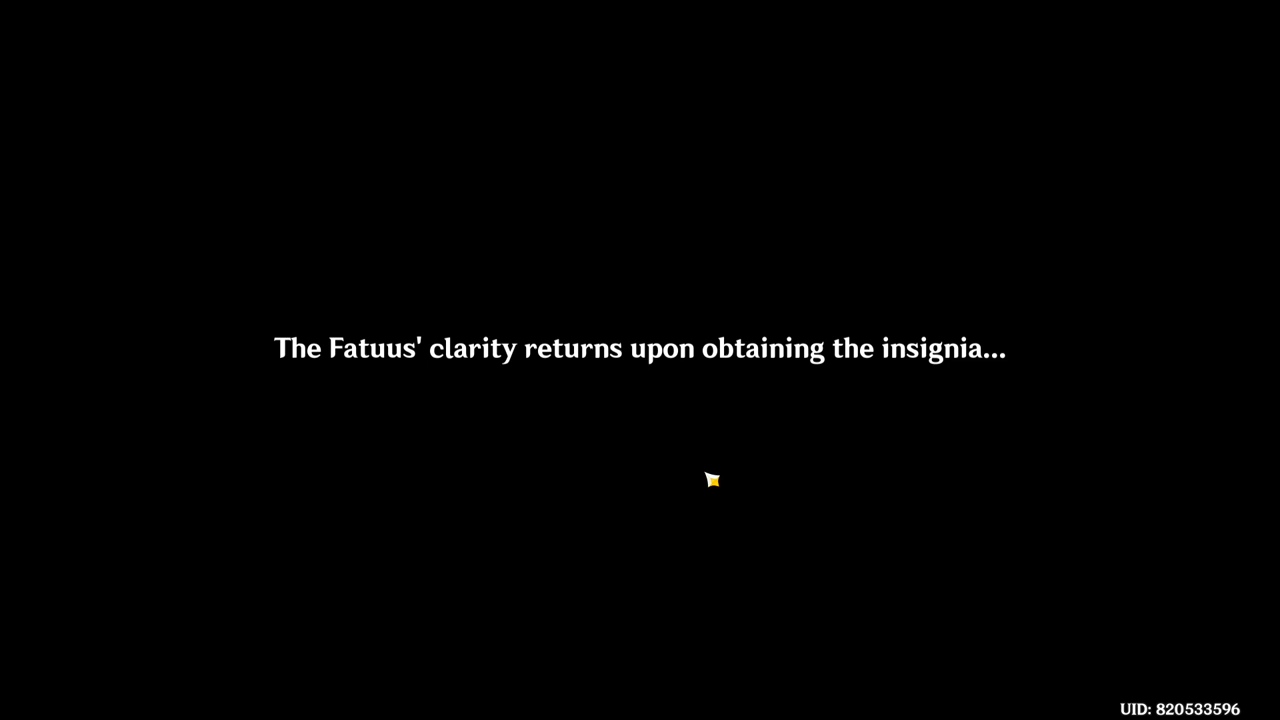 The Fatuus' clarity returns upon obtaining the insignia...
UID: 820533596